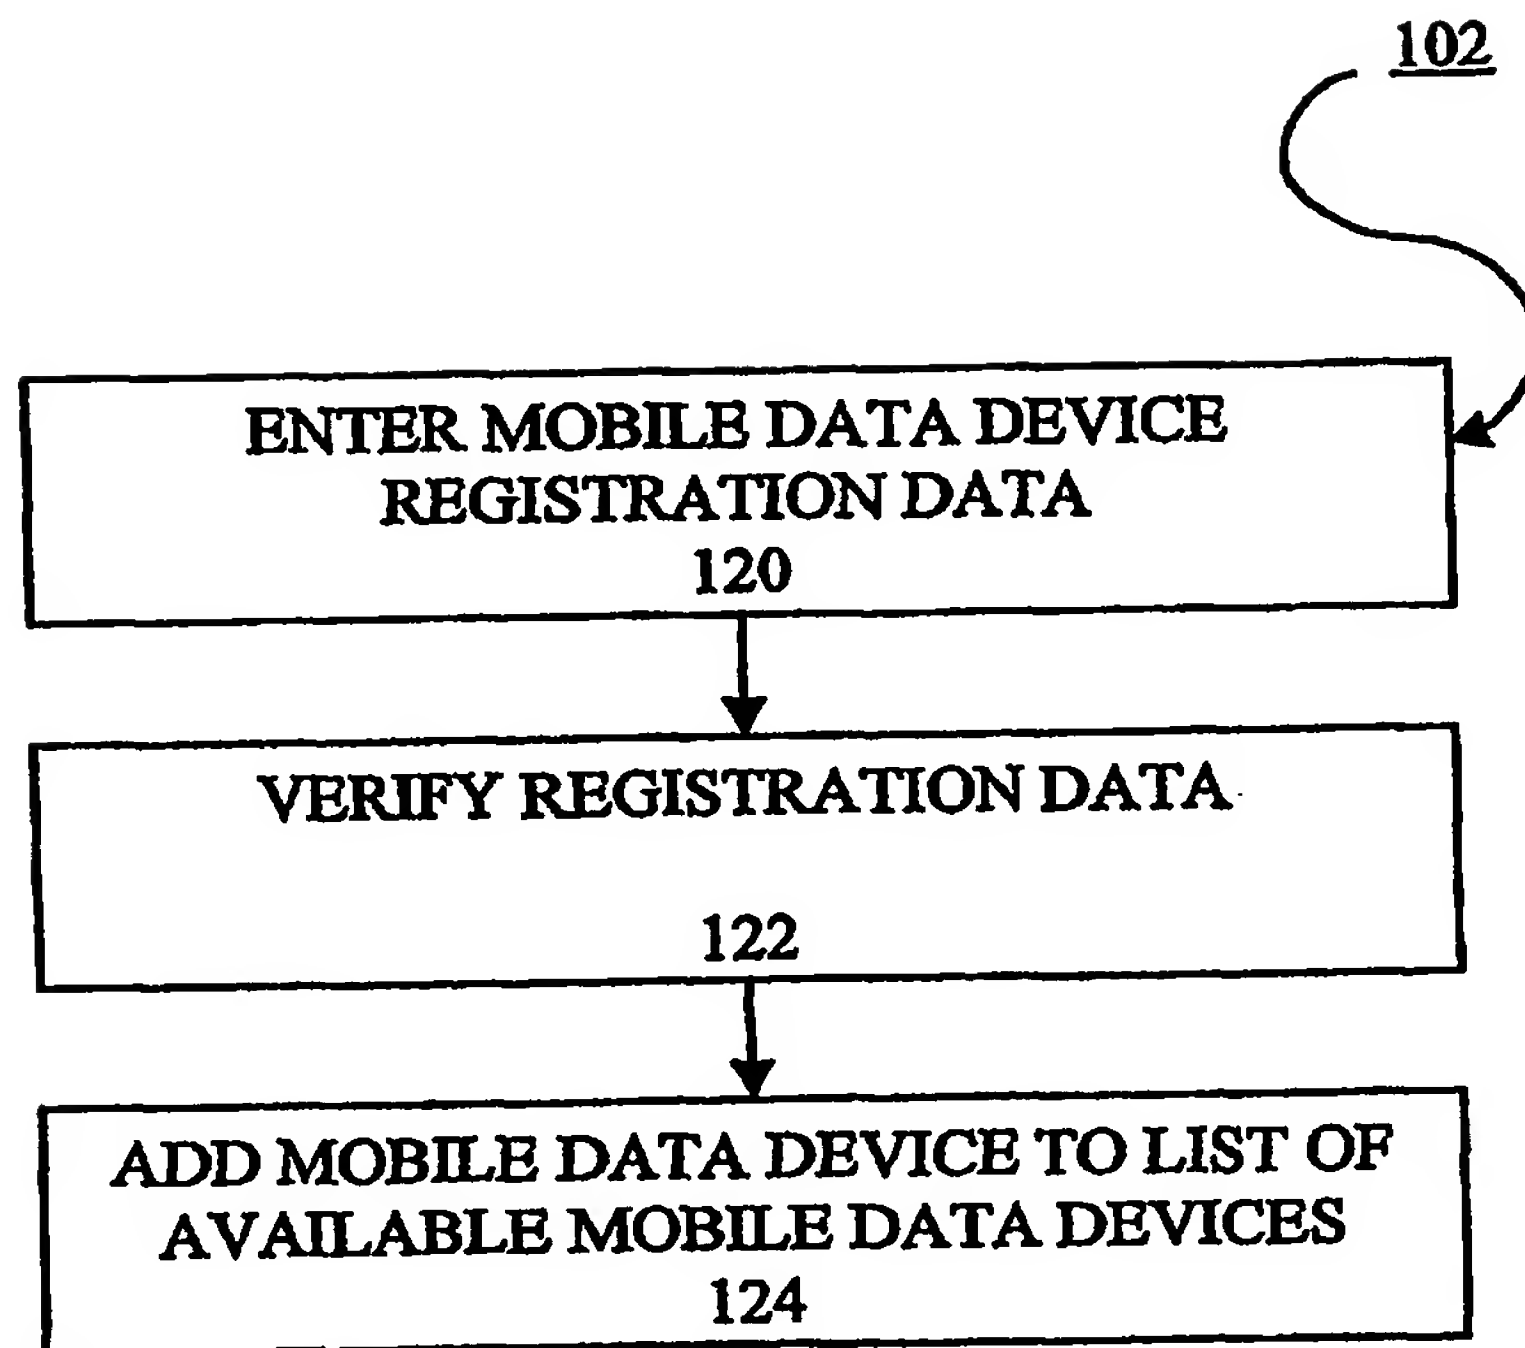 102
ENTER MOBILE DATA DEVICE
REGISTRATION DATA
120
VERIFY REGISTRATION DATA
122
ADD MOBILE DATA DEVICE TO LIST OF
AVAILABLE MOBILE DATA DEVICES
124